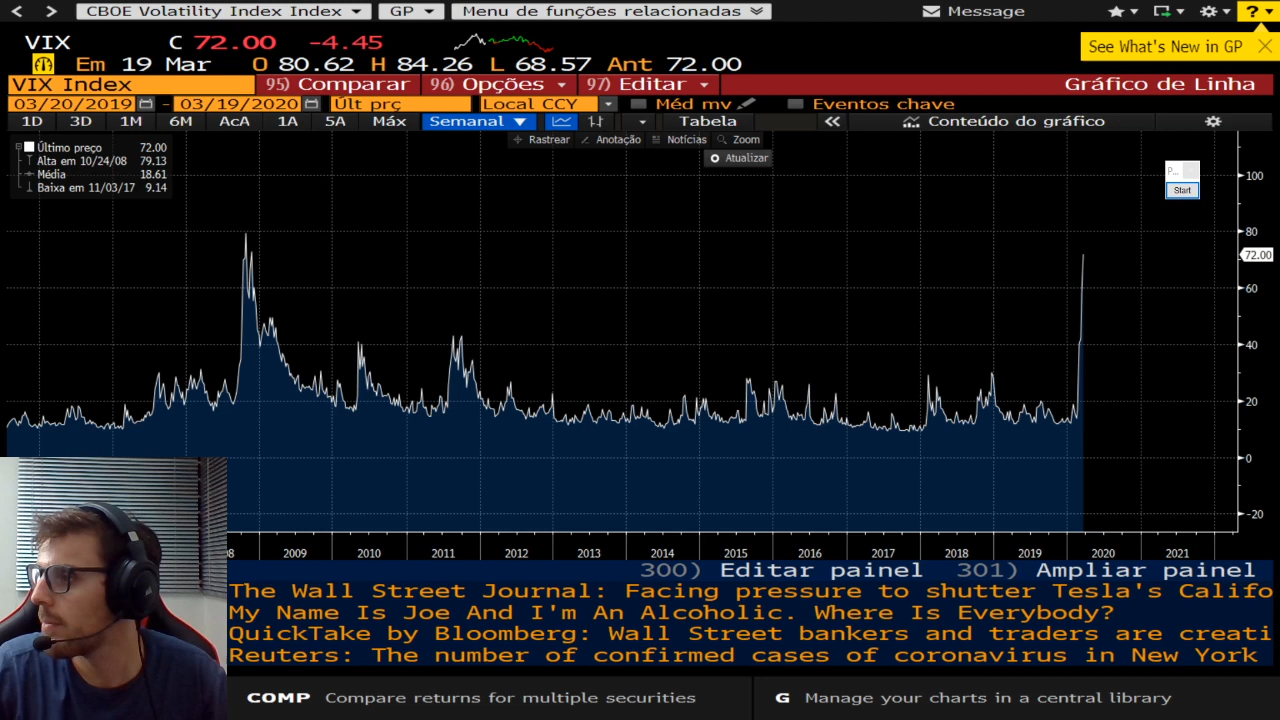 CBOE Volatility Index Index GP Menu de funções relacionadas Message ?
VIX C 72.00 -4.45
Em 19 Mar O 80.62 H 84.26 L 68.57 Ant 72.00
See What's New in GP
VIX Index 95) Comparar 96) Opções 97) Editar Gráfico de Linha
03/20/2019 - 03/19/2020 Últ prç Local CCY Méd mv Eventos chave
1D 3D 1M 6M AcA 1A 5A Máx Semanal Tabela Conteúdo do gráfico
Rastrear Anotação Notícias Zoom
Atualizar
Último preço 72.00
Alta em 10/24/08 79.13
Média 18.61
Baixa em 11/03/17 9.14
P...
Start
100
80
72.00
60
40
20
0
-20
08 2009 2010 2011 2012 2013 2014 2015 2016 2017 2018 2019 2020 2021
300) Editar painel 301) Ampliar painel
The Wall Street Journal: Facing pressure to shutter Tesla's Califo
My Name Is Joe And I'm An Alcoholic. Where Is Everybody?
QuickTake by Bloomberg: Wall Street bankers and traders are creati
Reuters: The number of confirmed cases of coronavirus in New York
COMP Compare returns for multiple securities G Manage your charts in a central library